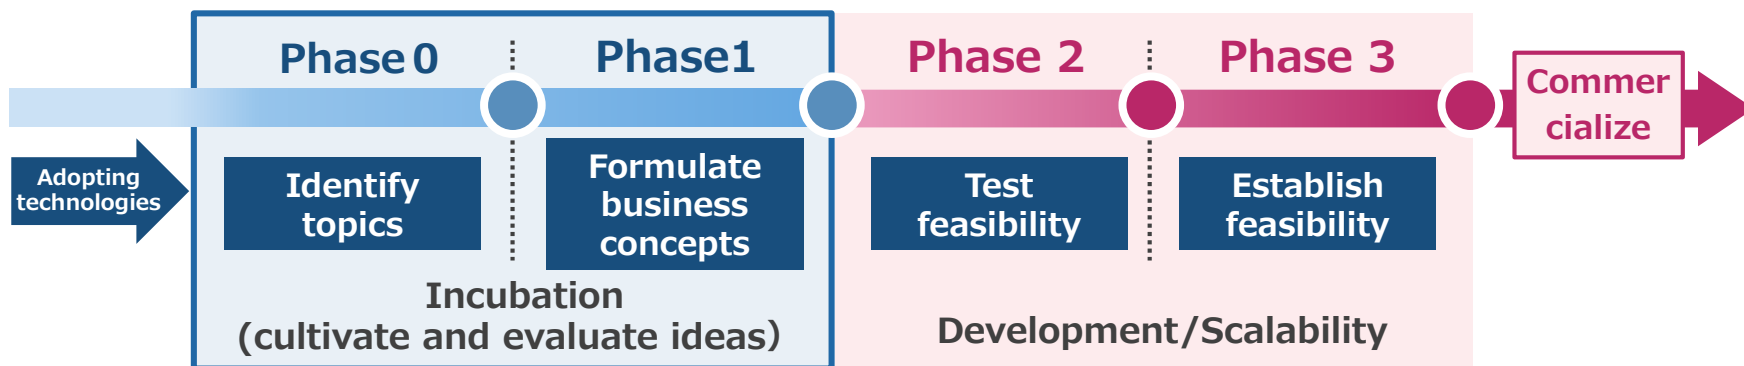 Phase 0
Phase1
Phase 2
Phase 3
Commer
cialize
Adopting
technologies
Identify
topics
Formulate
business
concepts
Test
feasibility
Establish
feasibility
Incubation
(cultivate and evaluate ideas)
Development/Scalability